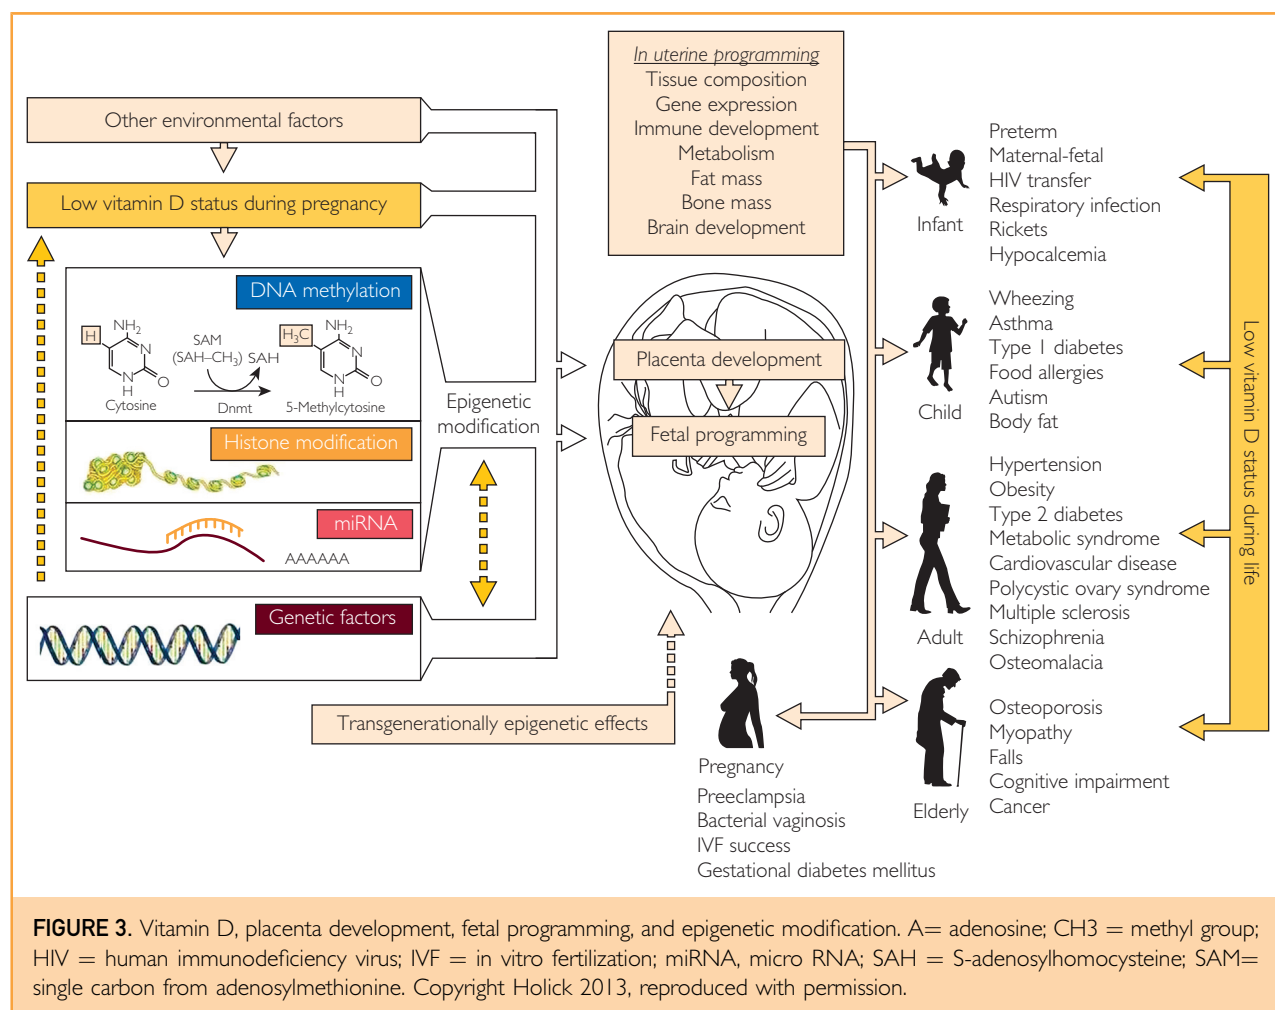 Other environmental factors
Low vitamin D status during pregnancy
DNA methylation
H
NH2
N
N
H
O
Cytosine
SAM
(SAH–CH3) SAH
Dnmt
H3C
NH2
N
N
H
O
5-Methylcytosine
Histone modification
miRNA
AAAAAA
Genetic factors
Epigenetic
modification
Transgenerationally epigenetic effects
In uterine programming
Tissue composition
Gene expression
Immune development
Metabolism
Fat mass
Bone mass
Brain development
Placenta development
Fetal programming
Pregnancy
Preeclampsia
Bacterial vaginosis
IVF success
Gestational diabetes mellitus
Infant
Preterm
Maternal-fetal
HIV transfer
Respiratory infection
Rickets
Hypocalcemia
Child
Wheezing
Asthma
Type 1 diabetes
Food allergies
Autism
Body fat
Adult
Hypertension
Obesity
Type 2 diabetes
Metabolic syndrome
Cardiovascular disease
Polycystic ovary syndrome
Multiple sclerosis
Schizophrenia
Osteomalacia
Elderly
Osteoporosis
Myopathy
Falls
Cognitive impairment
Cancer
Low vitamin D status during life
FIGURE 3. Vitamin D, placenta development, fetal programming, and epigenetic modification. A= adenosine; CH3 = methyl group;
HIV = human immunodeficiency virus; IVF = in vitro fertilization; miRNA, micro RNA; SAH = S-adenosylhomocysteine; SAM=
single carbon from adenosylmethionine. Copyright Holick 2013, reproduced with permission.